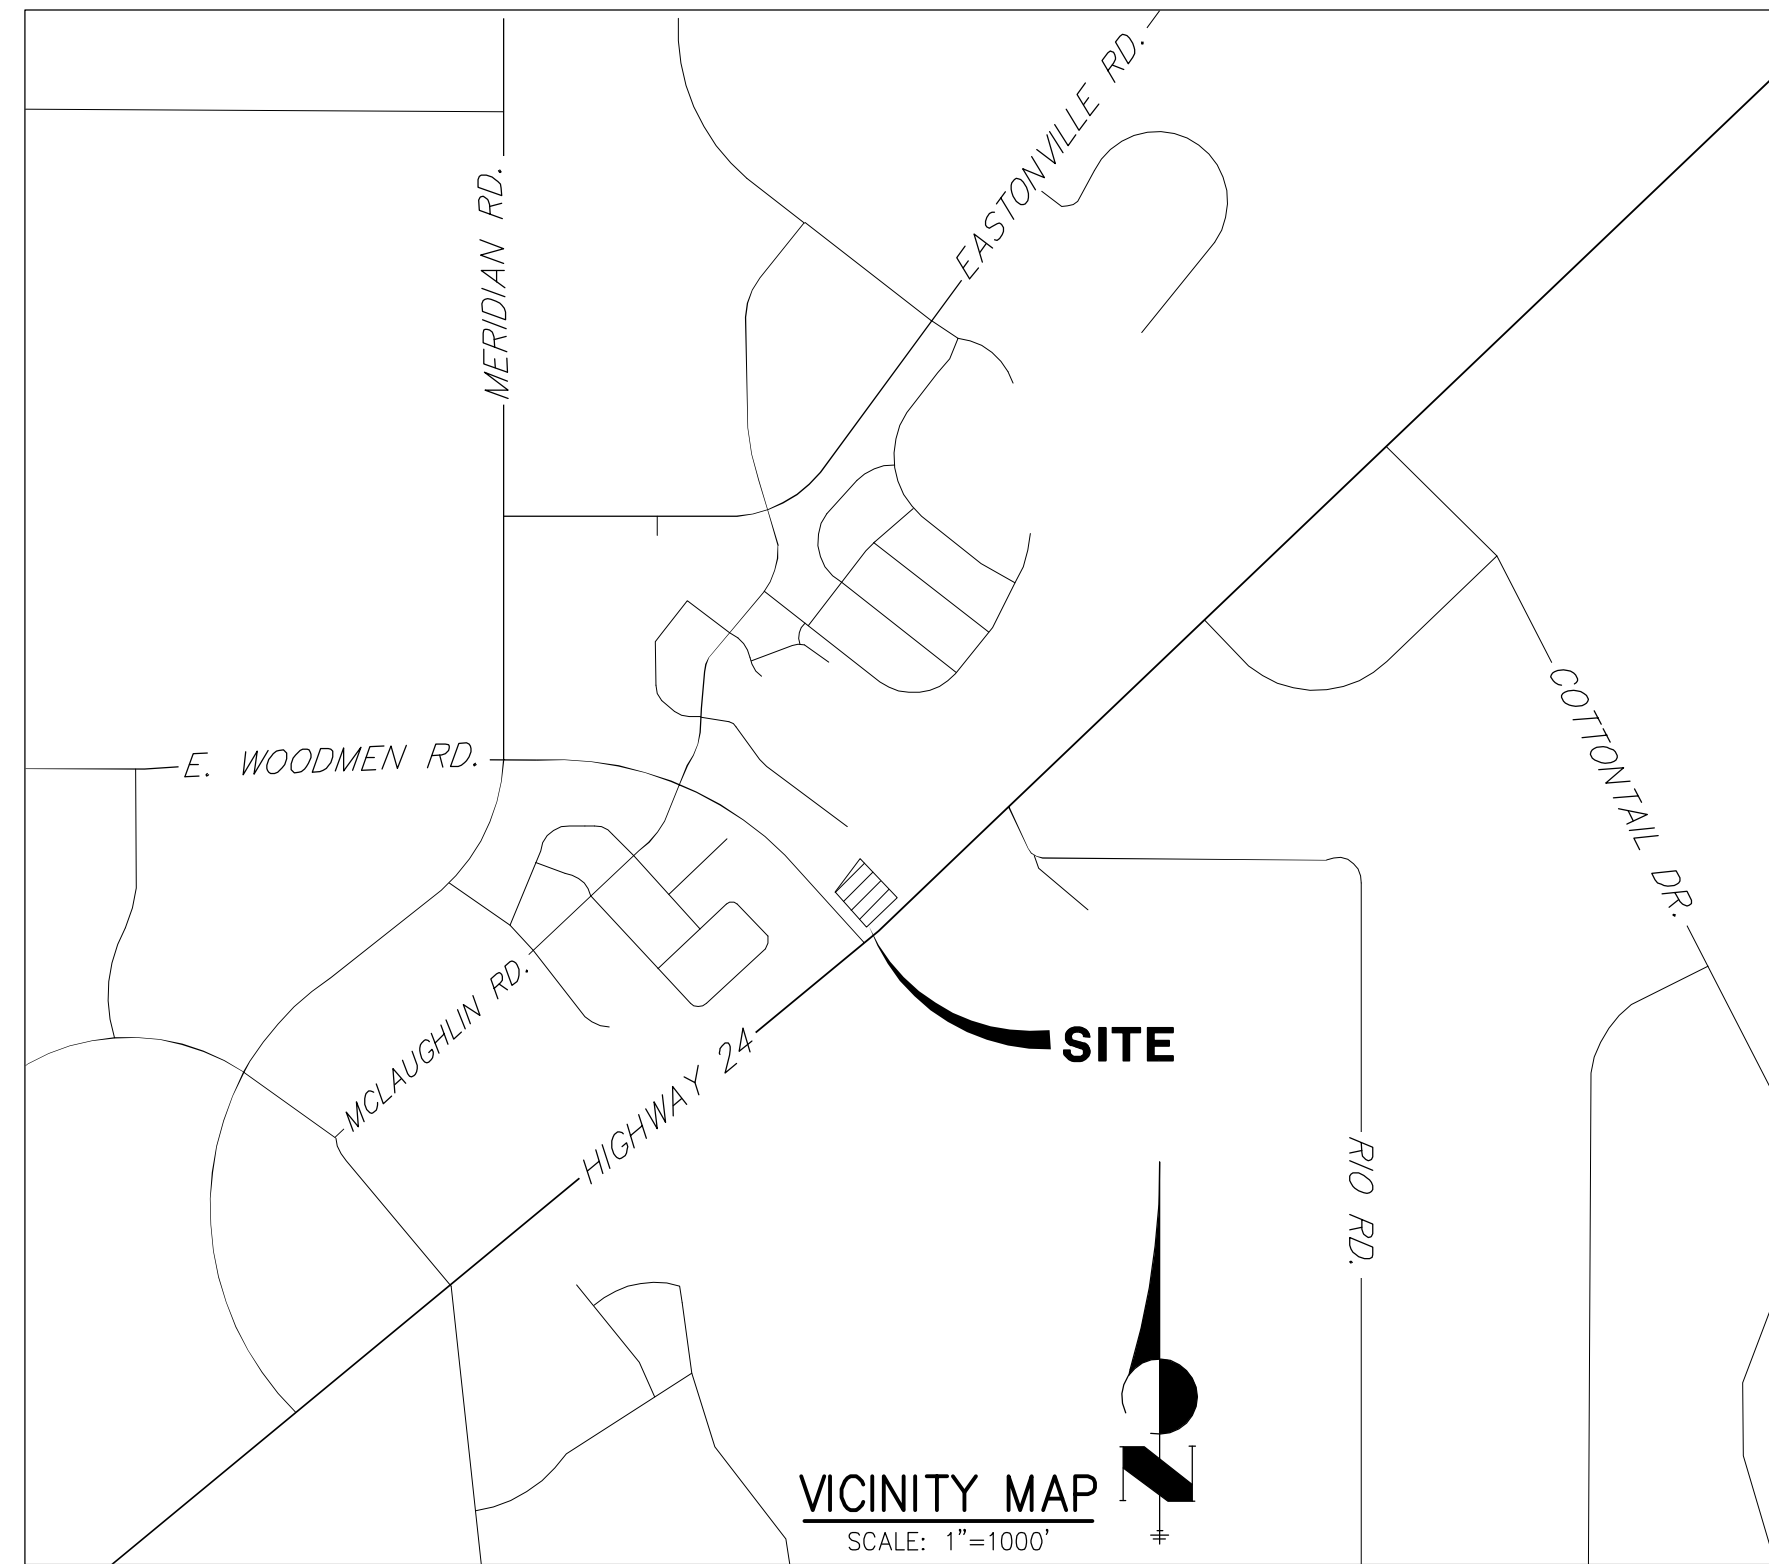 EASTONVILLE RD.
MERIDIAN RD.
E. WOODMEN RD.
COTTONTAIL DR.
MCLAUGHLIN RD.
HIGHWAY 24
SITE
RIO RD.
N
VICINITY MAP
SCALE: 1"=1000'